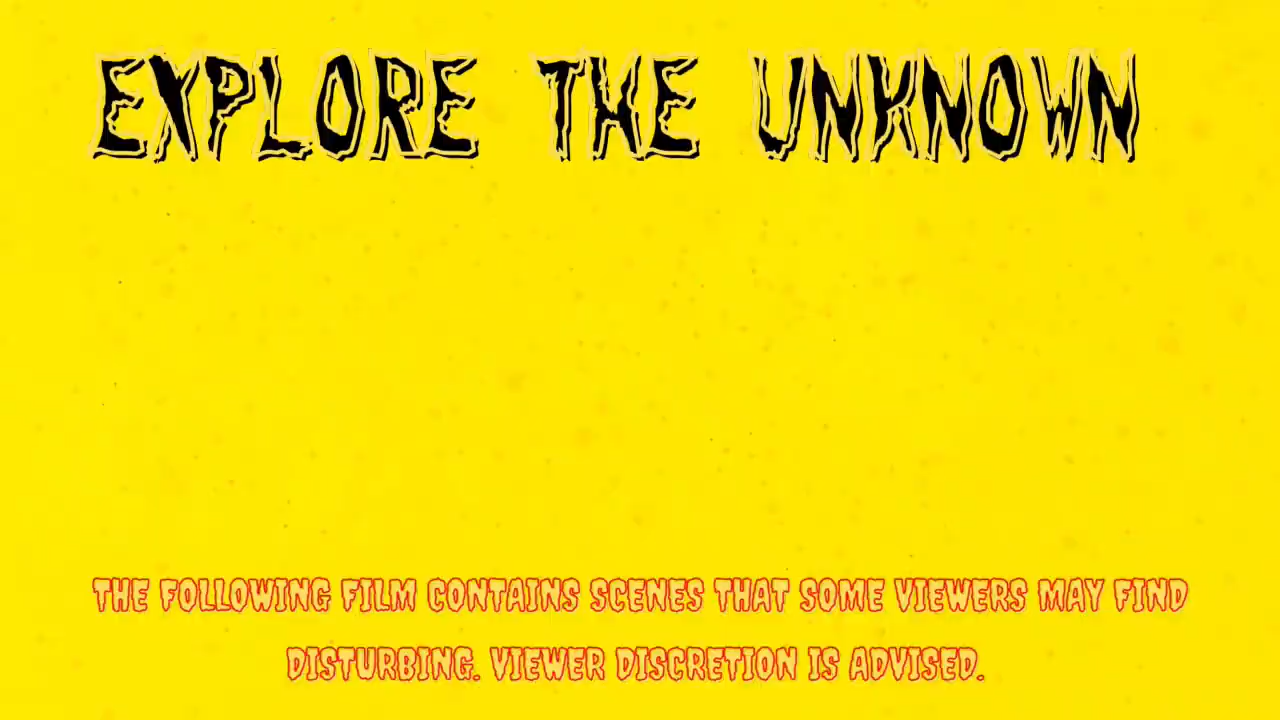 EXPLORE THE UNKNOWN
THE FOLLOWING FILM CONTAINS SCENES THAT SOME VIEWERS MAY FIND
DISTURBING. VIEWER DISCRETION IS ADVISED.